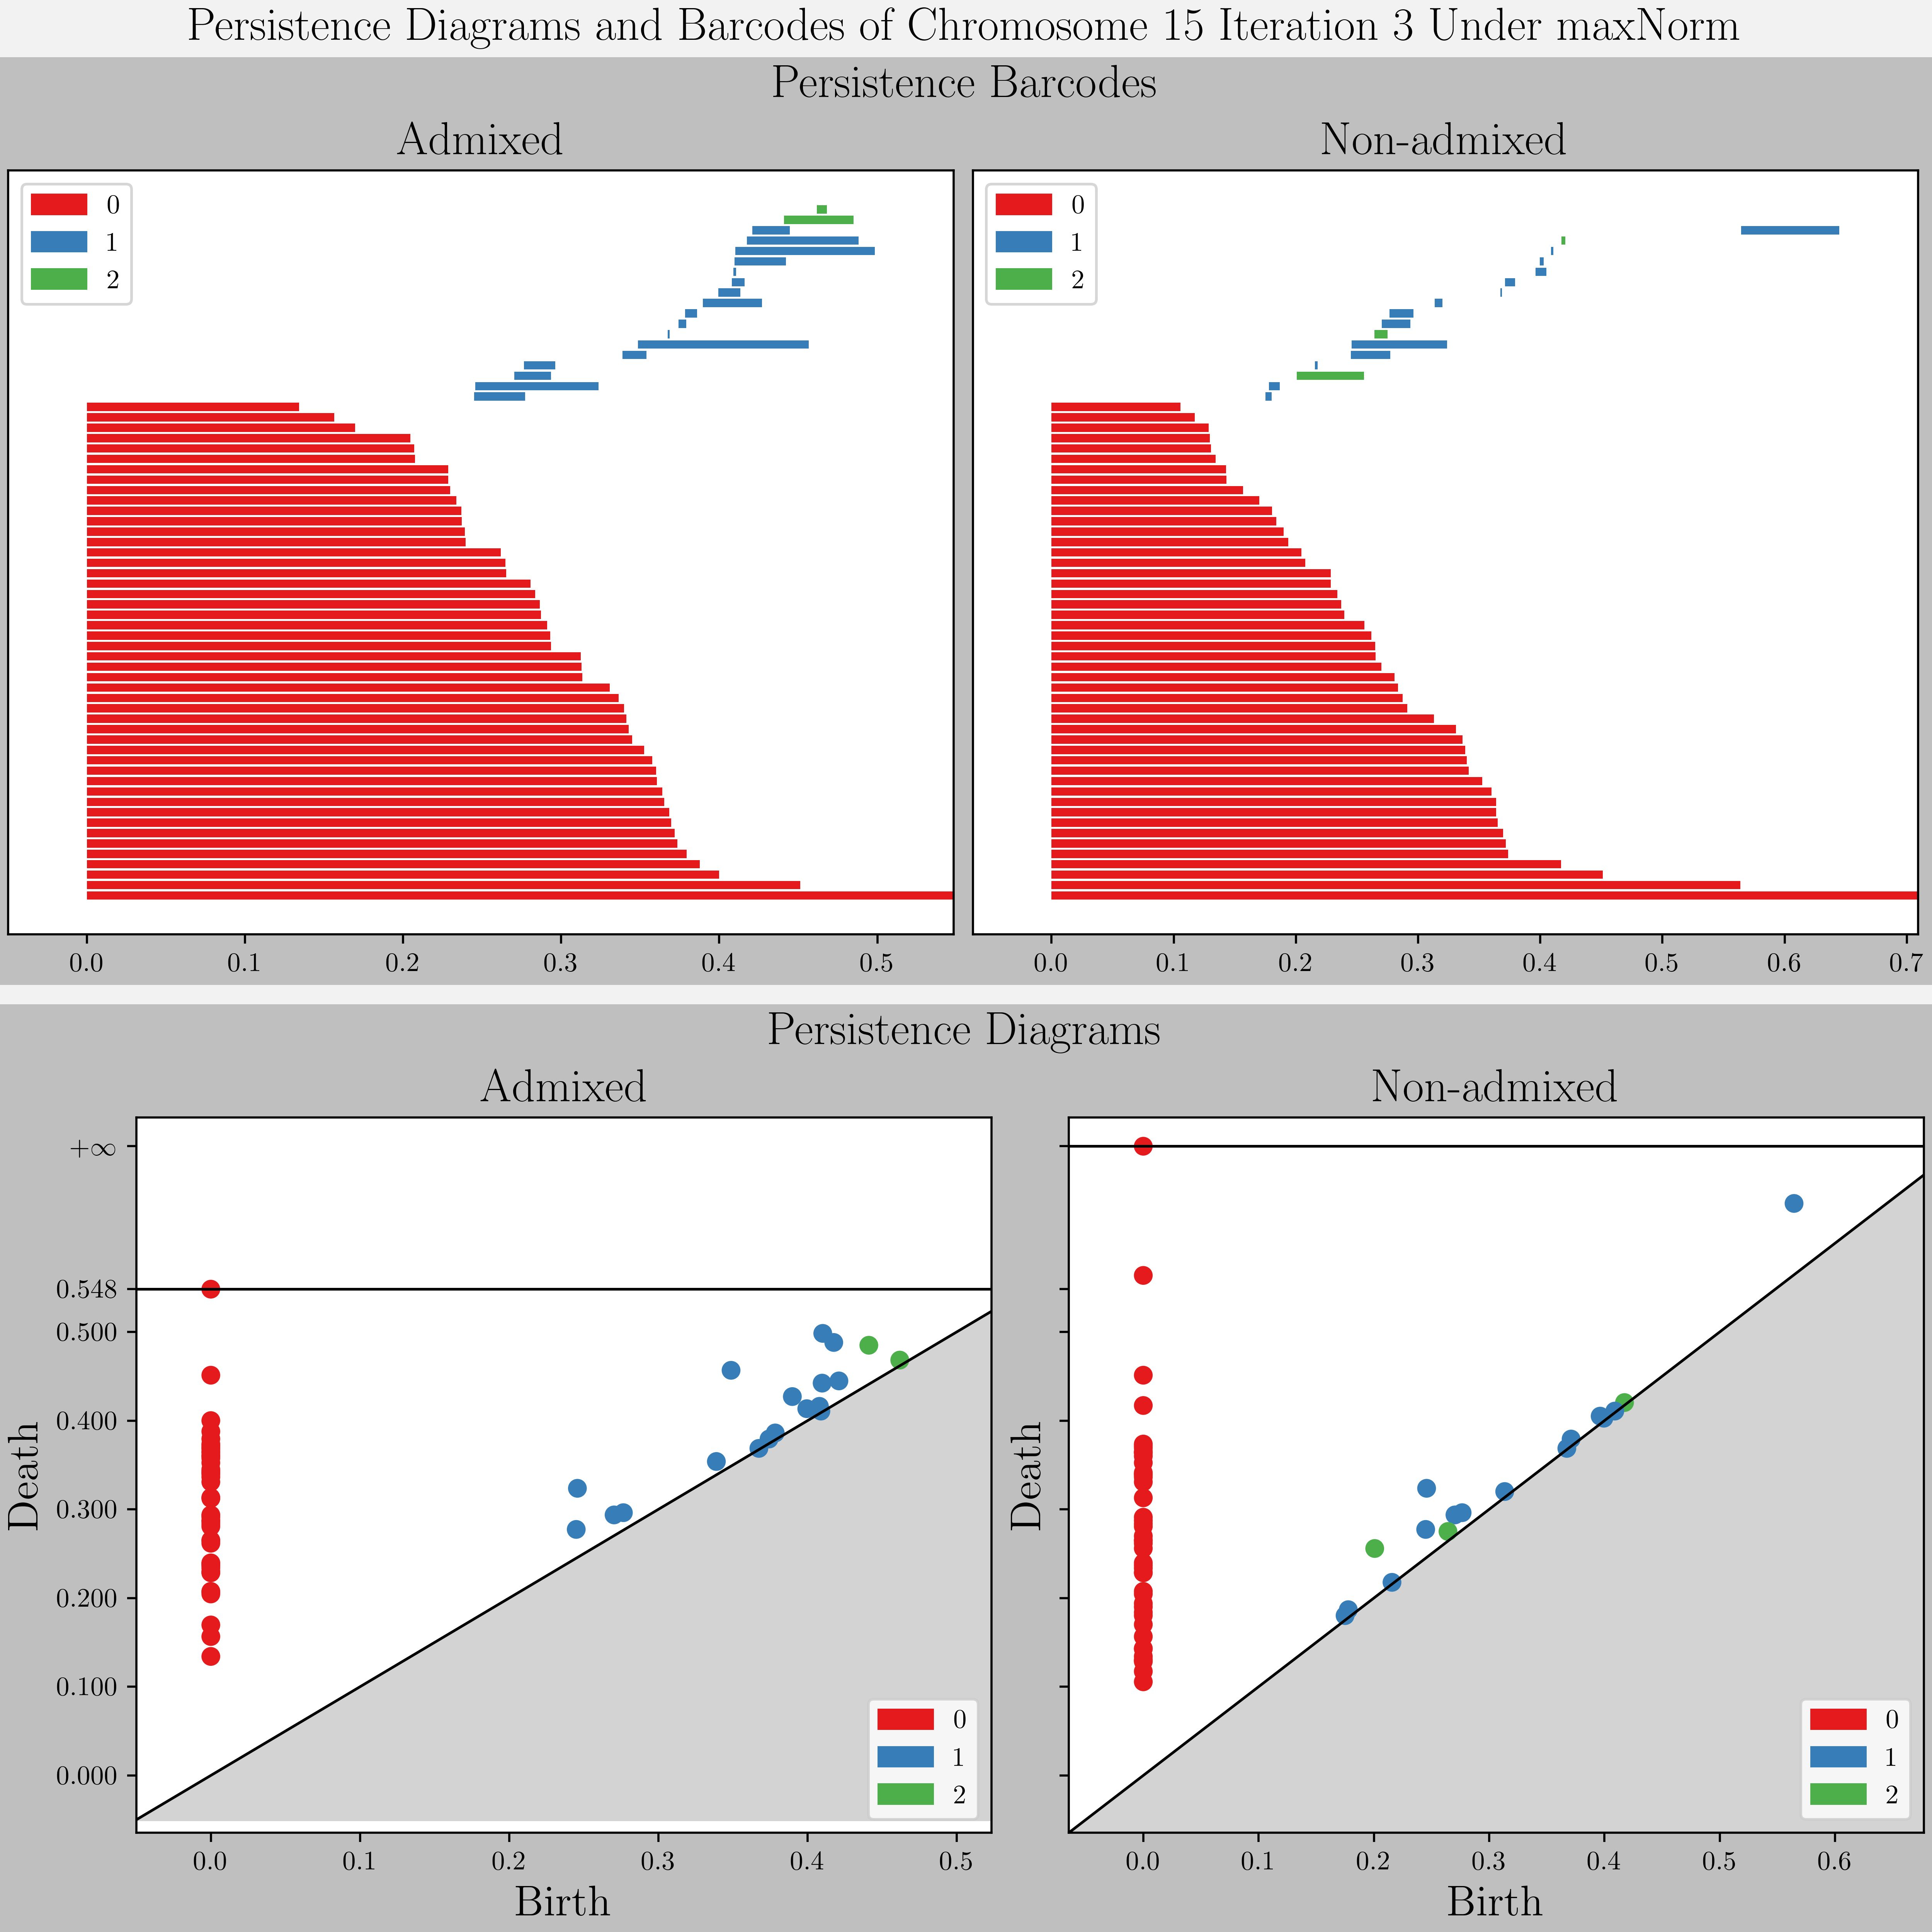 Persistence Diagrams and Barcodes of Chromosome 15 Iteration 3 Under maxNorm
Persistence Barcodes
Admixed
Non-admixed
0
1
2
0
1
2
0.0 0.1 0.2 0.3 0.4 0.5
0.0 0.1 0.2 0.3 0.4 0.5 0.6 0.7
Persistence Diagrams
Admixed
Non-admixed
+∞
0.548
0.500
0.400
0.300
0.200
0.100
0.000
Death
Death
0
1
2
0
1
2
0.0 0.1 0.2 0.3 0.4 0.5
0.0 0.1 0.2 0.3 0.4 0.5 0.6
Birth
Birth